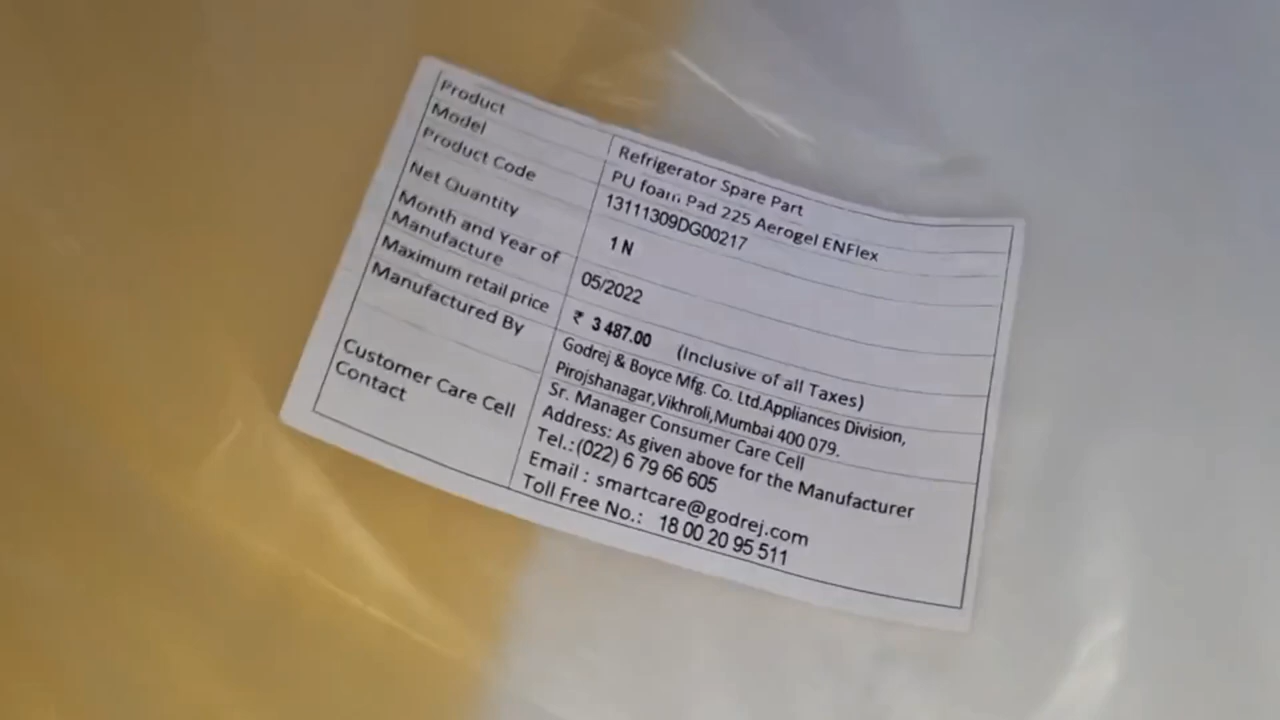 Product Refrigerator Spare Part
Model PU foam Pad 225 Aerogel ENFlex
Product Code 13111309DG00217
Net Quantity 1 N
Month and Year of
Manufacture 05/2022
Maximum retail price ₹ 3 487.00 (Inclusive of all Taxes)
Manufactured By Godrej & Boyce Mfg. Co. Ltd.Appliances Division,
Pirojshanagar,Vikhroli,Mumbai 400 079.
Customer Care Cell
Contact
Sr. Manager Consumer Care Cell
Address: As given above for the Manufacturer
Tel.:(022) 6 79 66 605
Email : smartcare@godrej.com
Toll Free No.: 18 00 20 95 511